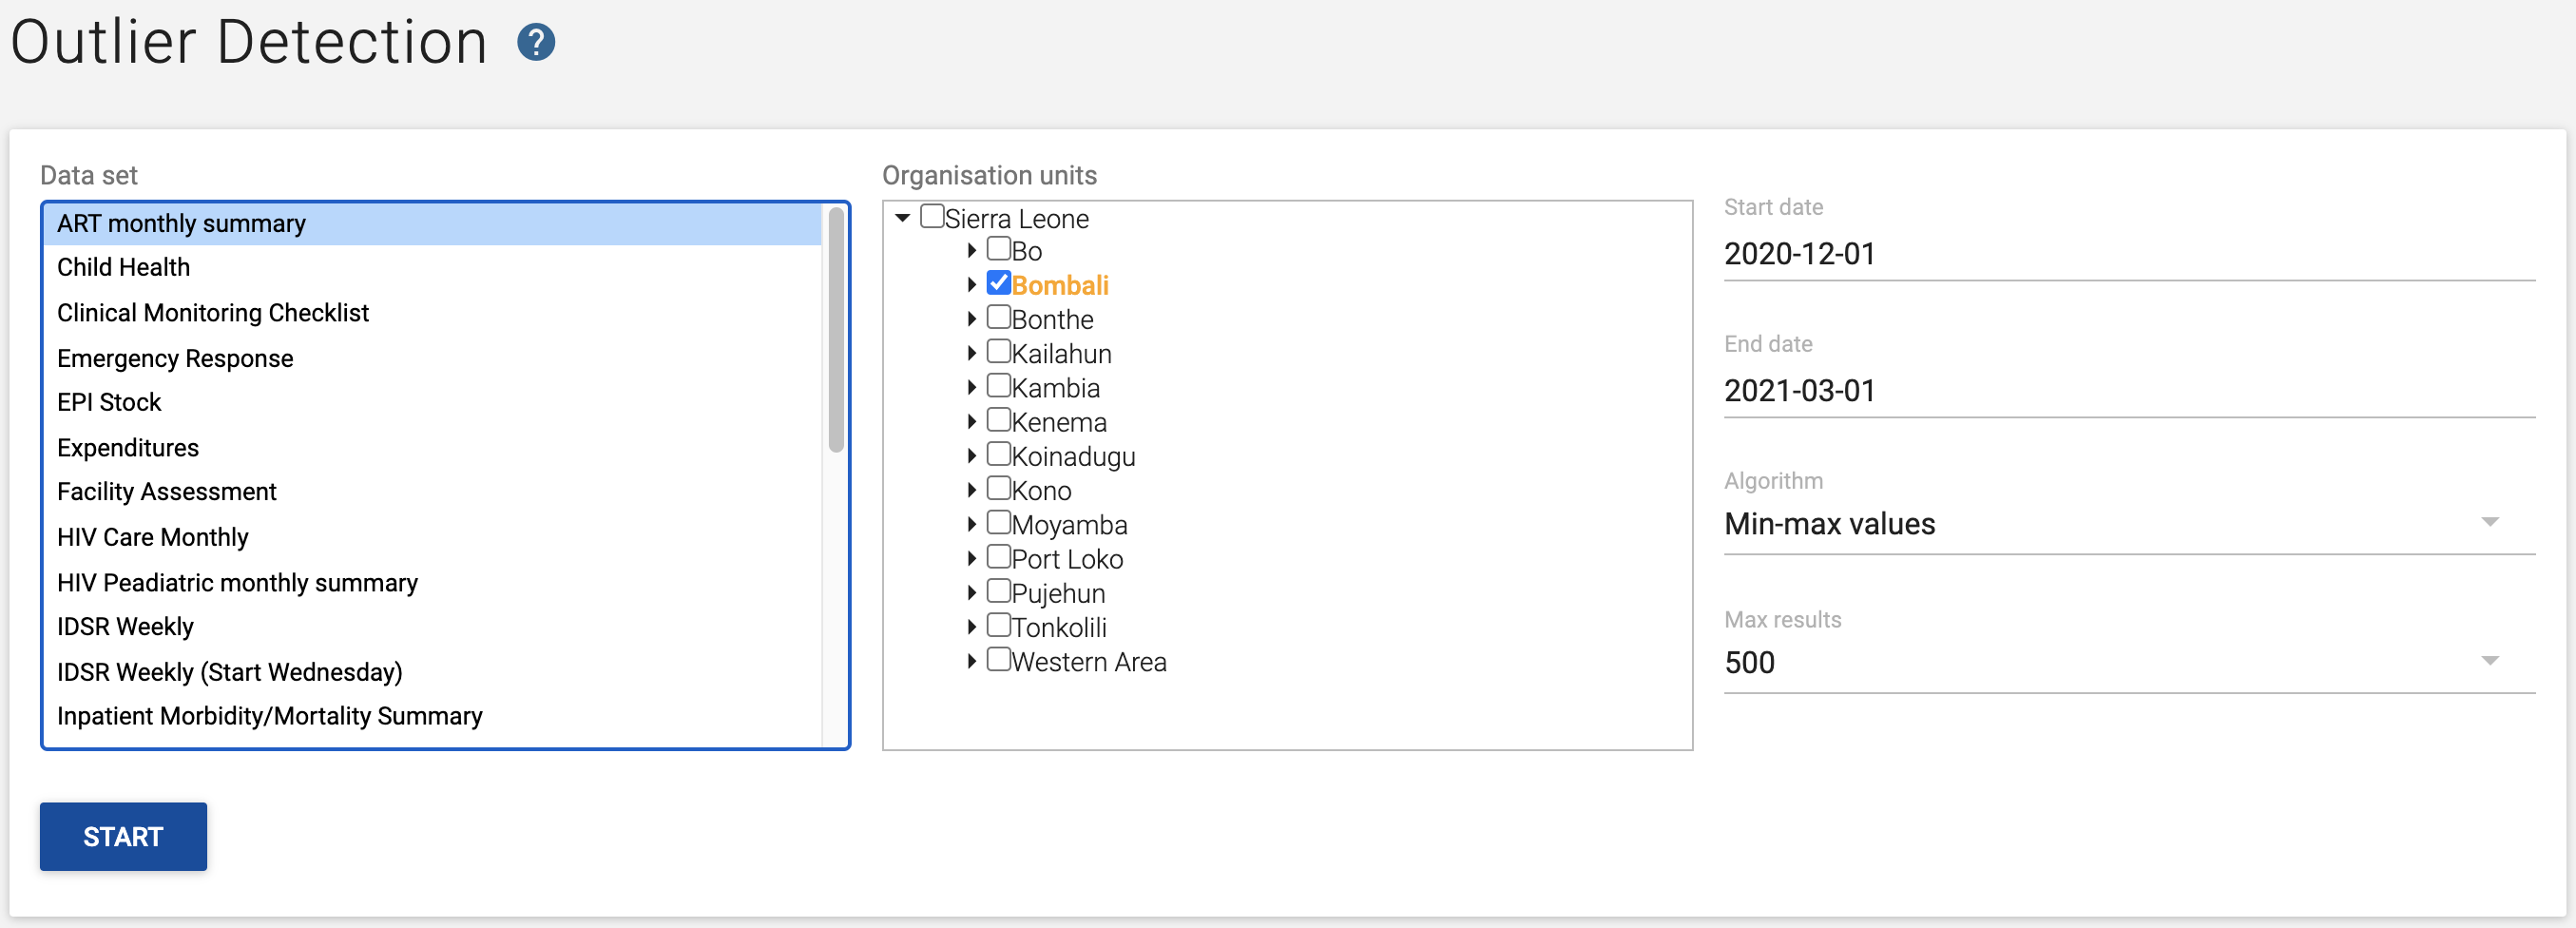 Outlier Detection ?
Data set
ART monthly summary
Child Health
Clinical Monitoring Checklist
Emergency Response
EPI Stock
Expenditures
Facility Assessment
HIV Care Monthly
HIV Peadiatric monthly summary
IDSR Weekly
IDSR Weekly (Start Wednesday)
Inpatient Morbidity/Mortality Summary
Organisation units
Sierra Leone
Bo
Bombali
Bonthe
Kailahun
Kambia
Kenema
Koinadugu
Kono
Moyamba
Port Loko
Pujehun
Tonkolili
Western Area
Start date
2020-12-01
End date
2021-03-01
Algorithm
Min-max values
Max results
500
START